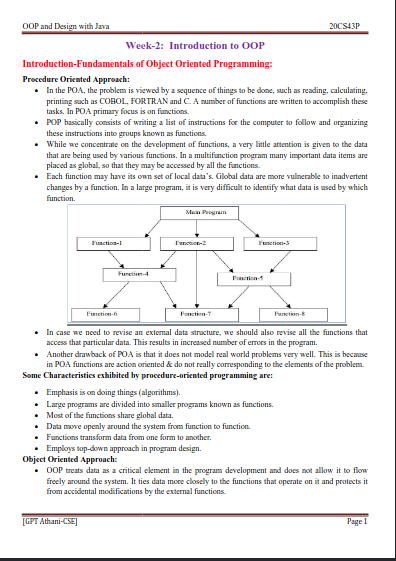 OOP and Design with Java 20CS43P
Week-2: Introduction to OOP
Introduction-Fundamentals of Object Oriented Programming:
Procedure Oriented Approach:
• In the POA, the problem is viewed by a sequence of things to be done, such as reading, calculating,
printing such as COBOL, FORTRAN and C. A number of functions are written to accomplish these
tasks. In POA primary focus is on functions.
• POP basically consists of writing a list of instructions for the computer to follow and organizing
these instructions into groups known as functions.
• While we concentrate on the development of functions, a very little attention is given to the data
that are being used by various functions. In a multifunction program many important data items are
placed as global, so that they may be accessed by all the functions.
• Each function may have its own set of local data's. Global data are more vulnerable to inadvertent
changes by a function. In a large program, it is very difficult to identify what data is used by which
function.
Main Program
Function-1 Function-2 Function-3
Function-4 Function-5
Function-6 Function-7 Function-8
• In case we need to revise an external data structure, we should also revise all the functions that
access that particular data. This results in increased number of errors in the program.
• Another drawback of POA is that it does not model real world problems very well. This is because
in POA functions are action oriented & do not really corresponding to the elements of the problem.
Some Characteristics exhibited by procedure-oriented programming are:
• Emphasis is on doing things (algorithms).
• Large programs are divided into smaller programs known as functions.
• Most of the functions share global data.
• Data move openly around the system from function to function.
• Functions transform data from one form to another.
• Employs top-down approach in program design.
Object Oriented Approach:
• OOP treats data as a critical element in the program development and does not allow it to flow
freely around the system. It ties data more closely to the functions that operate on it and protects it
from accidental modifications by the external functions.
[GPT Athani-CSE] Page 1